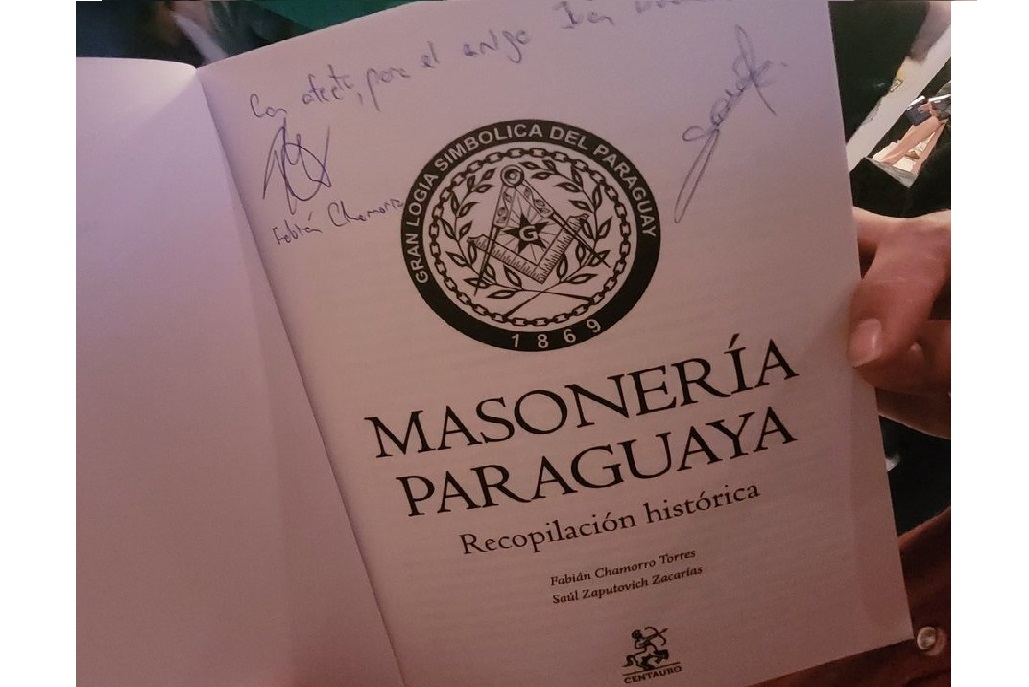 Con afecto, para el amigo Iván
Fabián Chamorro
GRAN LOGIA SIMBOLICA DEL PARAGUAY
G
1869
MASONERÍA
PARAGUAYA
Recopilación histórica
Fabián Chamorro Torres
Saúl Zaputovich Zacarías
CENTAURO